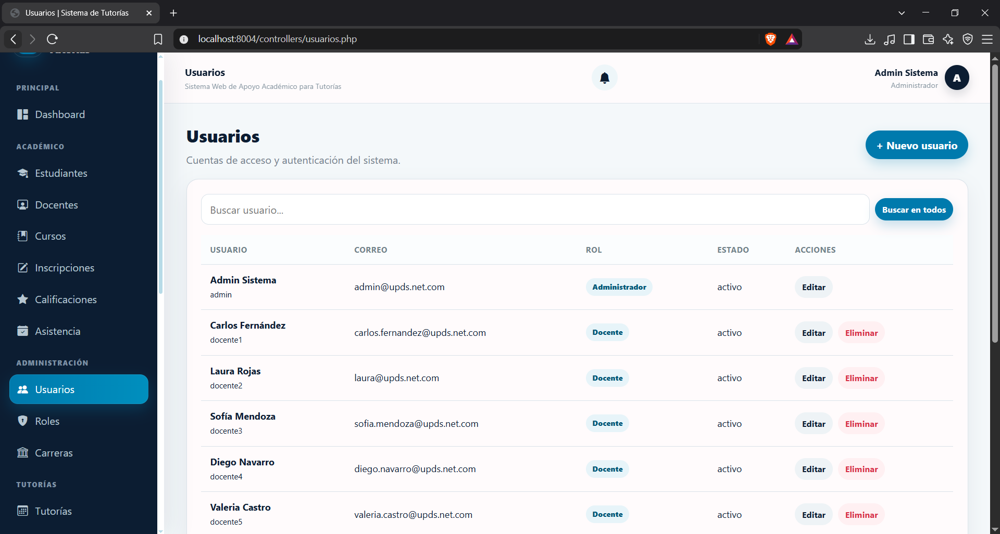 Usuarios | Sistema de Tutorías
localhost:8004/controllers/usuarios.php
PRINCIPAL
Dashboard
ACADÉMICO
Estudiantes
Docentes
Cursos
Inscripciones
Calificaciones
Asistencia
ADMINISTRACIÓN
Usuarios
Roles
Carreras
TUTORÍAS
Tutorías
Usuarios
Sistema Web de Apoyo Académico para Tutorías
Admin Sistema
Administrador
A
Usuarios
Cuentas de acceso y autenticación del sistema.
+ Nuevo usuario
Buscar usuario...
Buscar en todos
USUARIO CORREO ROL ESTADO ACCIONES
Admin Sistema
admin
admin@upds.net.com Administrador activo Editar
Carlos Fernández
docente1
carlos.fernandez@upds.net.com Docente activo Editar Eliminar
Laura Rojas
docente2
laura@upds.net.com Docente activo Editar Eliminar
Sofía Mendoza
docente3
sofia.mendoza@upds.net.com Docente activo Editar Eliminar
Diego Navarro
docente4
diego.navarro@upds.net.com Docente activo Editar Eliminar
Valeria Castro
docente5
valeria.castro@upds.net.com Docente activo Editar Eliminar